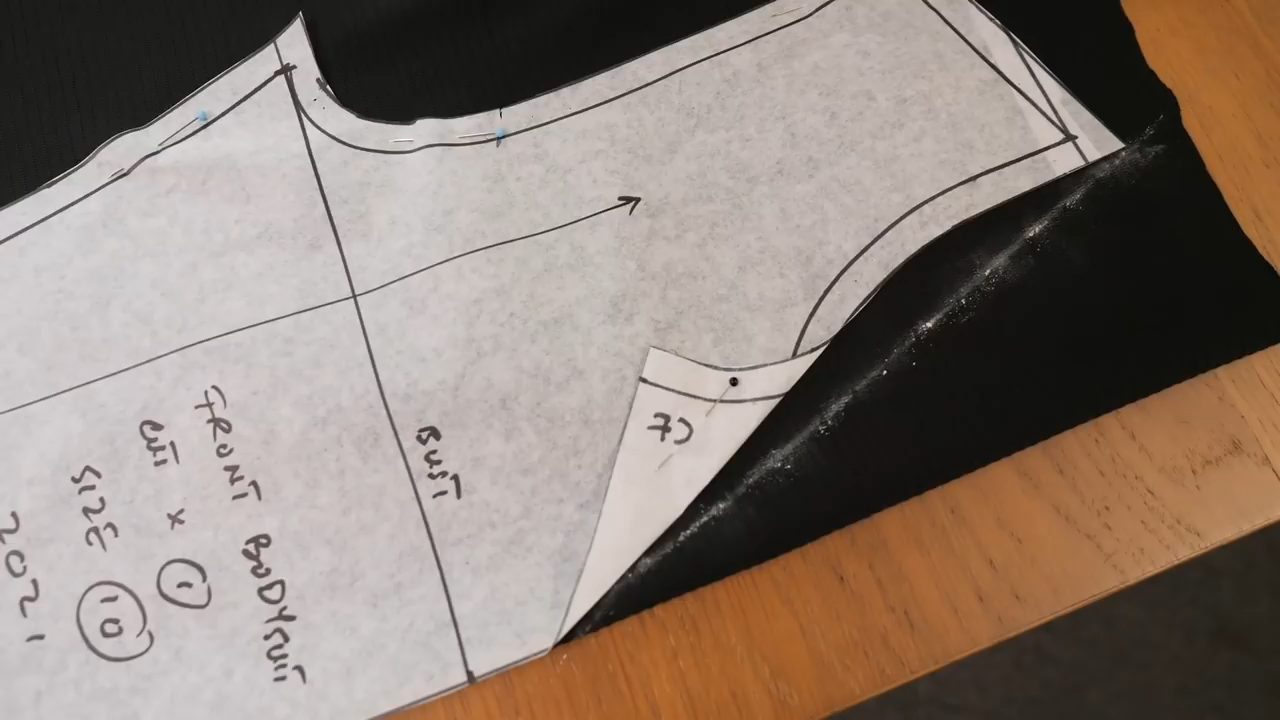 FRONT BODYSUIT
CUT x 1
SIZE 10
2021
BUST
CF